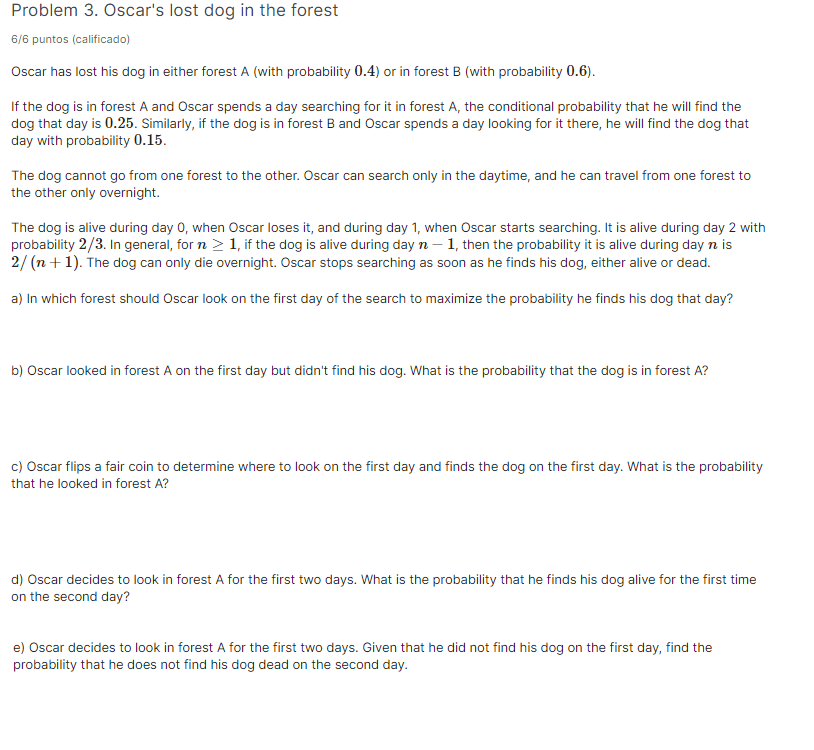 Problem 3. Oscar's lost dog in the forest
6/6 puntos (calificado)
Oscar has lost his dog in either forest A (with probability 0.4) or in forest B (with probability 0.6).
If the dog is in forest A and Oscar spends a day searching for it in forest A, the conditional probability that he will find the
dog that day is 0.25. Similarly, if the dog is in forest B and Oscar spends a day looking for it there, he will find the dog that
day with probability 0.15.
The dog cannot go from one forest to the other. Oscar can search only in the daytime, and he can travel from one forest to
the other only overnight.
The dog is alive during day 0, when Oscar loses it, and during day 1, when Oscar starts searching. It is alive during day 2 with
probability 2/3. In general, for n ≥ 1, if the dog is alive during day n − 1, then the probability it is alive during day n is
2/(n + 1). The dog can only die overnight. Oscar stops searching as soon as he finds his dog, either alive or dead.
a) In which forest should Oscar look on the first day of the search to maximize the probability he finds his dog that day?
b) Oscar looked in forest A on the first day but didn't find his dog. What is the probability that the dog is in forest A?
c) Oscar flips a fair coin to determine where to look on the first day and finds the dog on the first day. What is the probability
that he looked in forest A?
d) Oscar decides to look in forest A for the first two days. What is the probability that he finds his dog alive for the first time
on the second day?
e) Oscar decides to look in forest A for the first two days. Given that he did not find his dog on the first day, find the
probability that he does not find his dog dead on the second day.